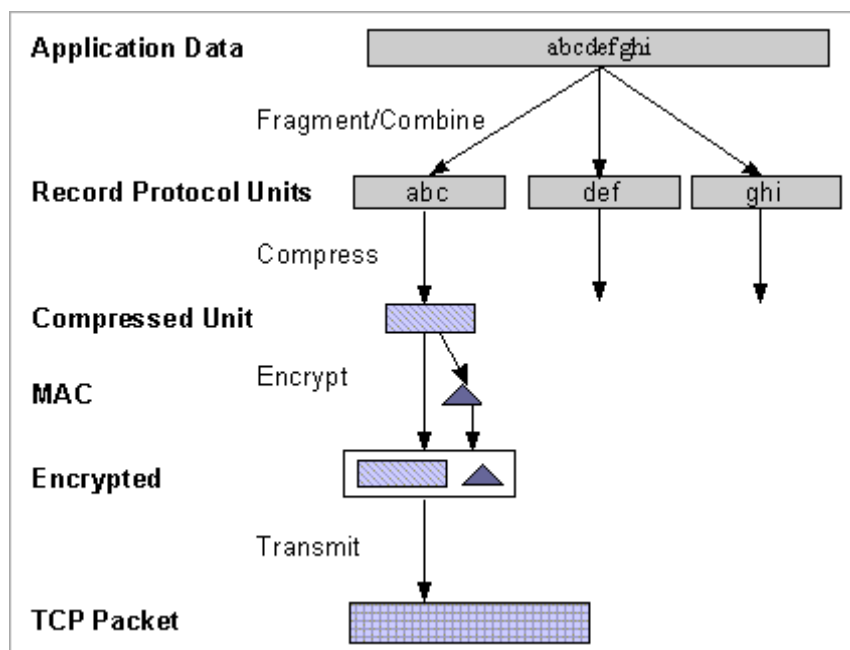 Application Data
abcdefghi
Fragment/Combine
Record Protocol Units
abc
def
ghi
Compress
Compressed Unit
Encrypt
MAC
Encrypted
Transmit
TCP Packet